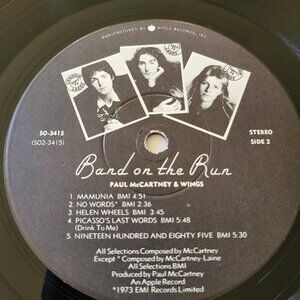 MANUFACTURED BY APPLE RECORDS, INC.
SO-3415
(SO2-3415)
STEREO
SIDE 2
Band on the Run
PAUL McCARTNEY & WINGS
1 MAMUNIA BMI 4:51
2 NO WORDS* BMI 2:36
3 HELEN WHEELS BMI 3:45
4 PICASSO'S LAST WORDS BMI 5:48
(Drink To Me)
5 NINETEEN HUNDRED AND EIGHTY FIVE BMI 5:30
All Selections Composed by McCartney
Except * Composed by McCartney-Laine
All Selections BMI
Produced by Paul McCartney
An Apple Record
℗1973 EMI Records Limited